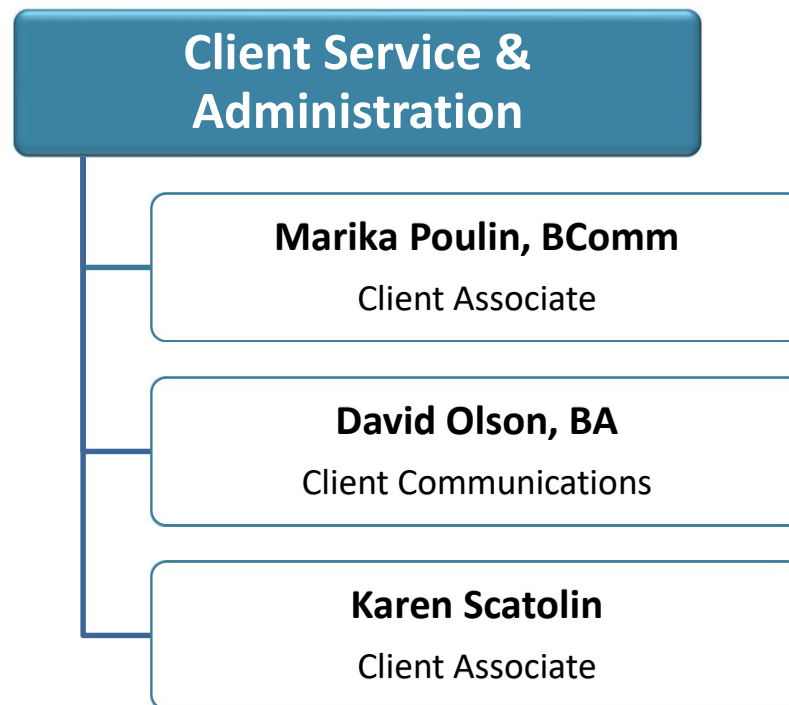 Client Service &
Administration
Marika Poulin, BComm
Client Associate
David Olson, BA
Client Communications
Karen Scatolin
Client Associate